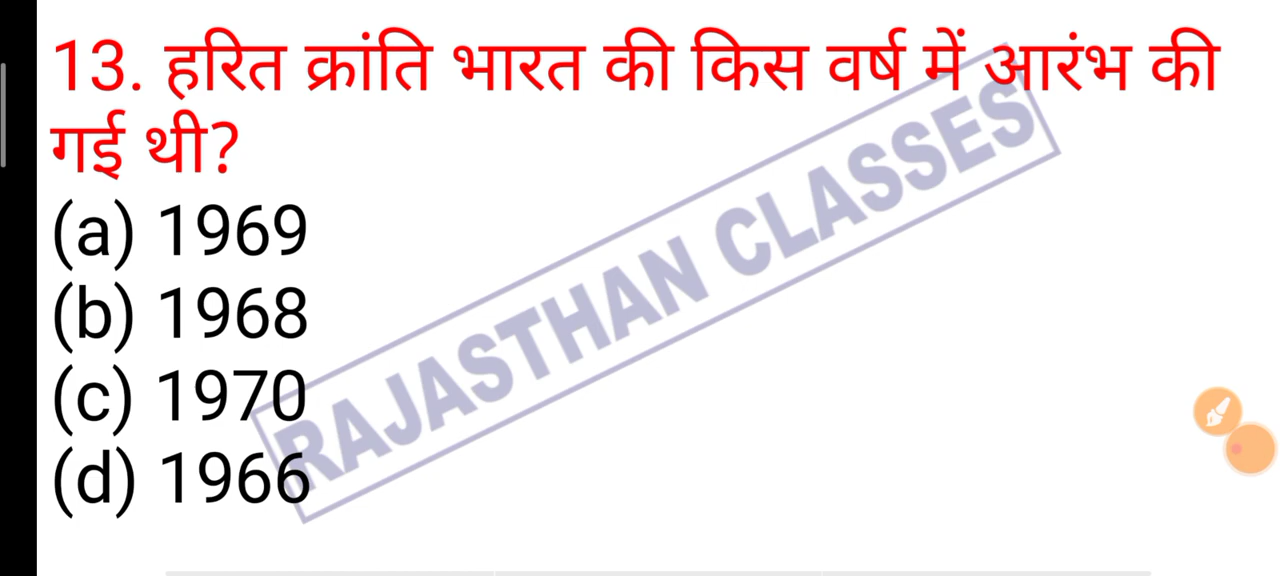 13. हरित क्रांति भारत की किस वर्ष में आरंभ की
गई थी?
(a) 1969
(b) 1968
(c) 1970
(d) 1966
RAJASTHAN CLASSES